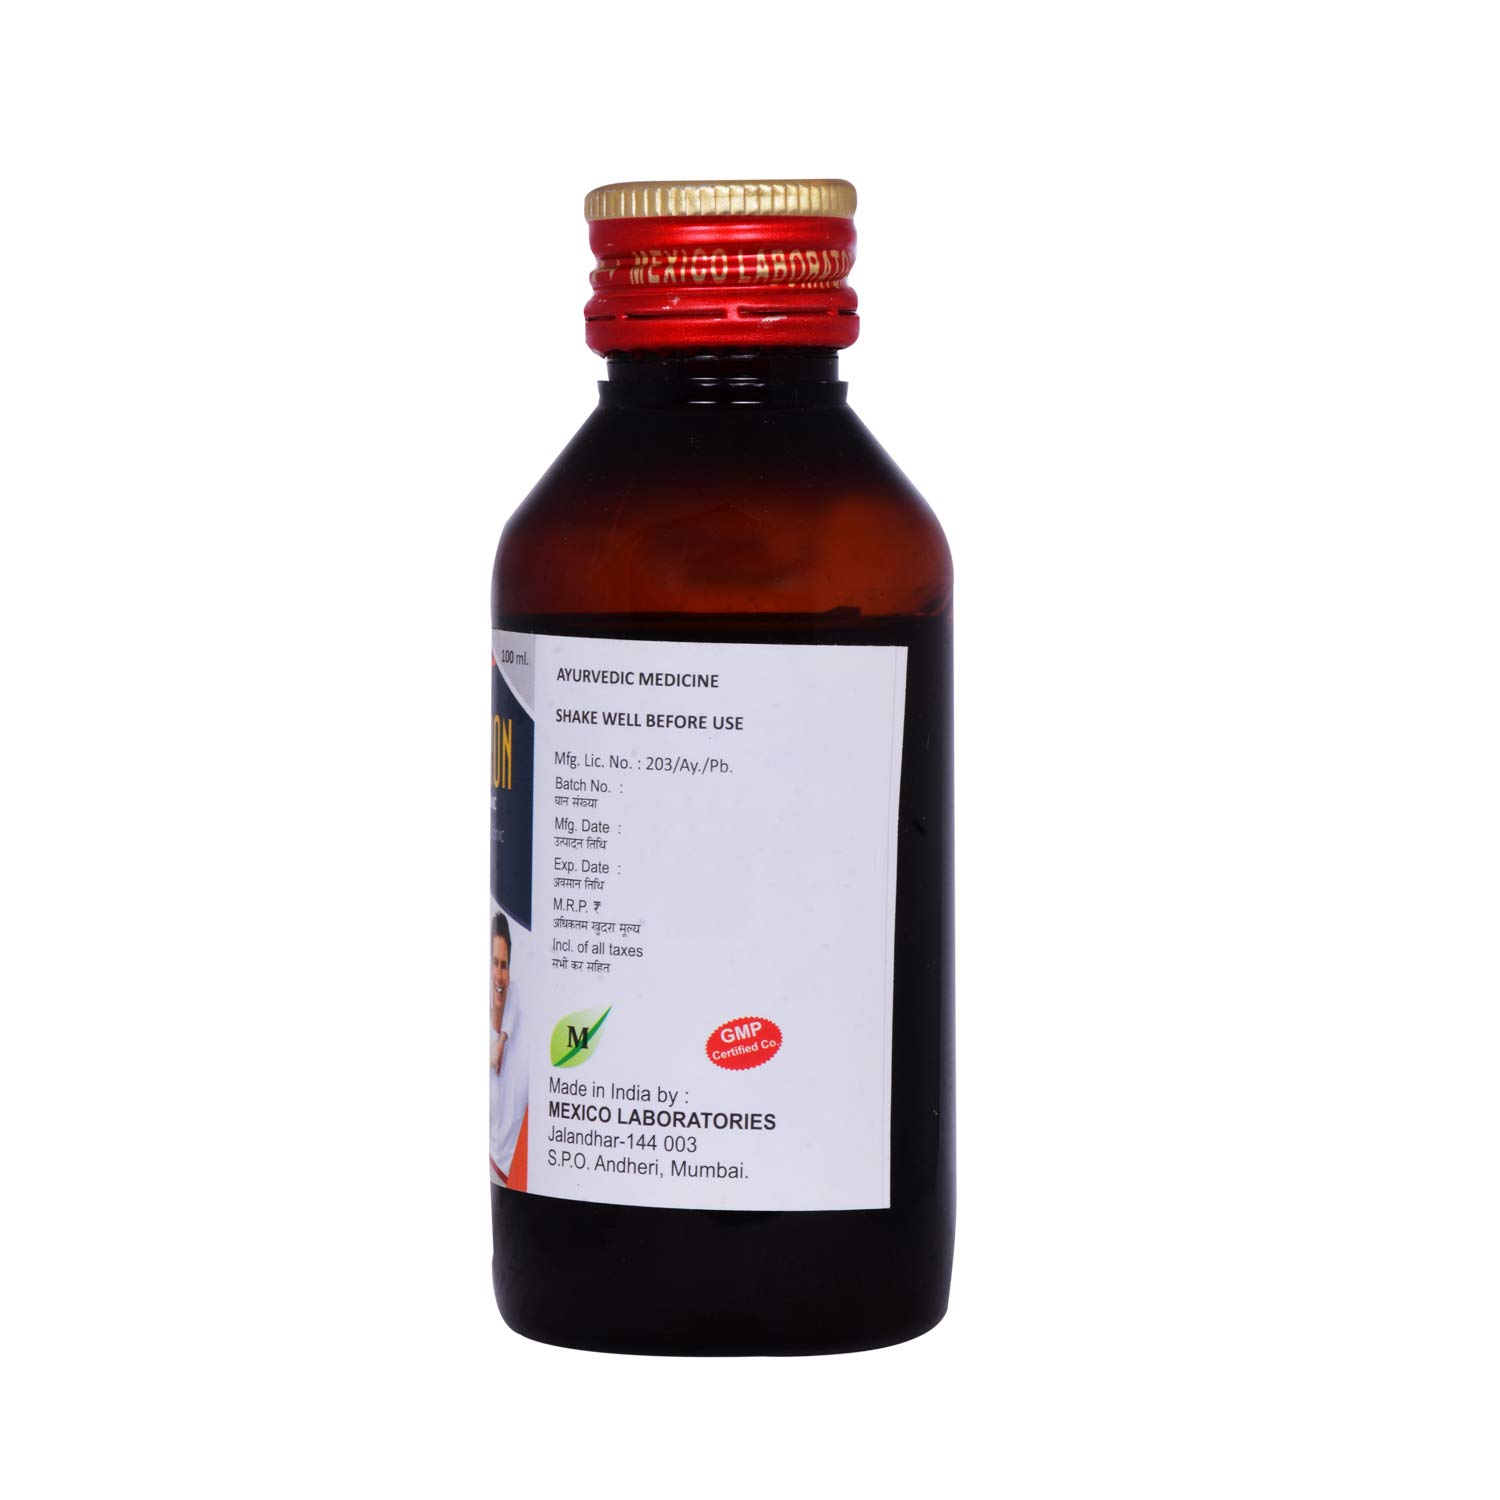 MEXICO LABORATO
100 ml.
ON
AYURVEDIC MEDICINE
SHAKE WELL BEFORE USE
Mfg. Lic. No. : 203/Ay./Pb.
Batch No. :
घान संख्या
Mfg. Date :
उत्पादन तिथि
Exp. Date :
अवसान तिथि
M.R.P. ₹
अधिकतम खुदरा मूल्य
Incl. of all taxes
सभी कर सहित
M
GMP
Certified Co.
Made in India by :
MEXICO LABORATORIES
Jalandhar-144 003
S.P.O. Andheri, Mumbai.